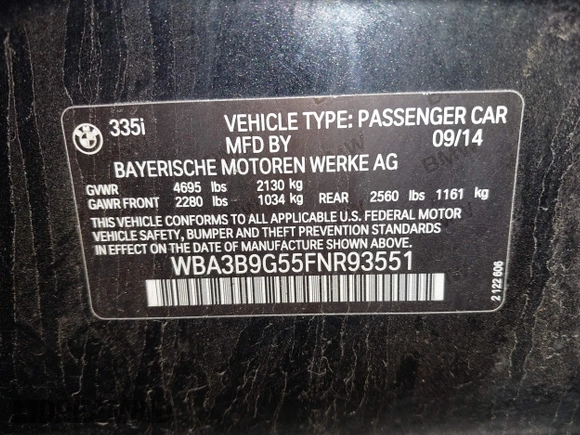 335i VEHICLE TYPE: PASSENGER CAR
MFD BY 09/14
BAYERISCHE MOTOREN WERKE AG
GVWR 4695 lbs 2130 kg
GAWR FRONT 2280 lbs 1034 kg REAR 2560 lbs 1161 kg
THIS VEHICLE CONFORMS TO ALL APPLICABLE U.S. FEDERAL MOTOR
VEHICLE SAFETY, BUMPER AND THEFT PREVENTION STANDARDS
IN EFFECT ON THE DATE OF MANUFACTURE SHOWN ABOVE.
WBA3B9G55FNR93551
2 122 606